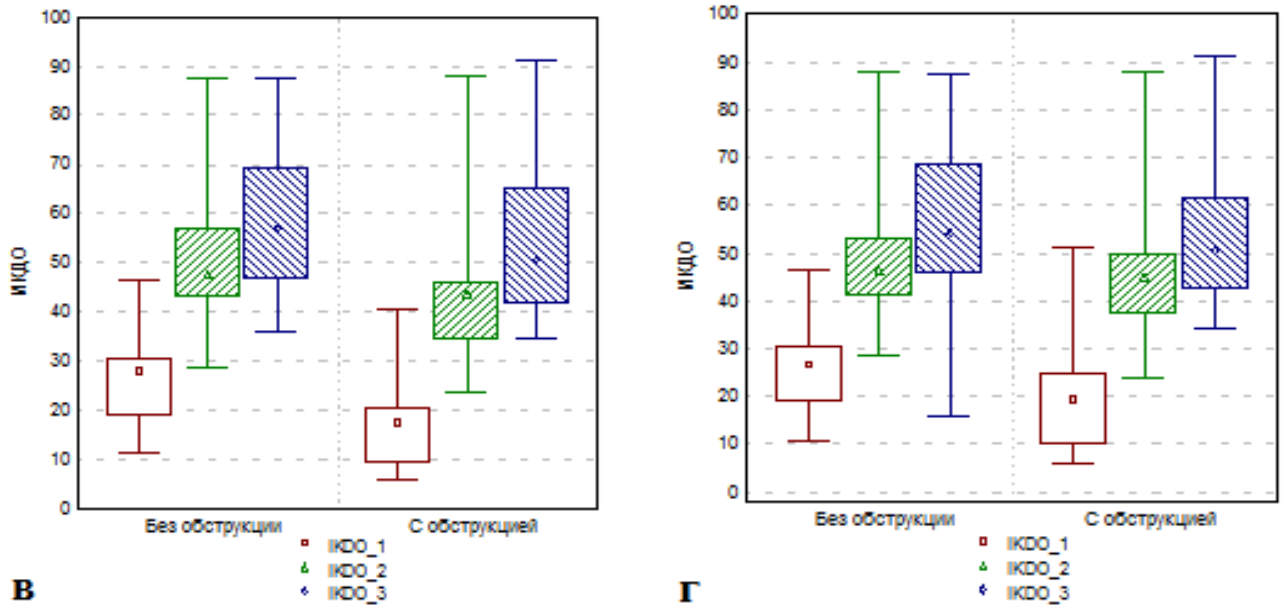 100
90
80
70
60
50
40
30
20
10
0
ИКДО
Без обструкции
С обструкцией
IKDO_1
IKDO_2
IKDO_3
В
100
90
80
70
60
50
40
30
20
10
0
ИКДО
Без обструкции
С обструкцией
IKDO_1
IKDO_2
IKDO_3
Г